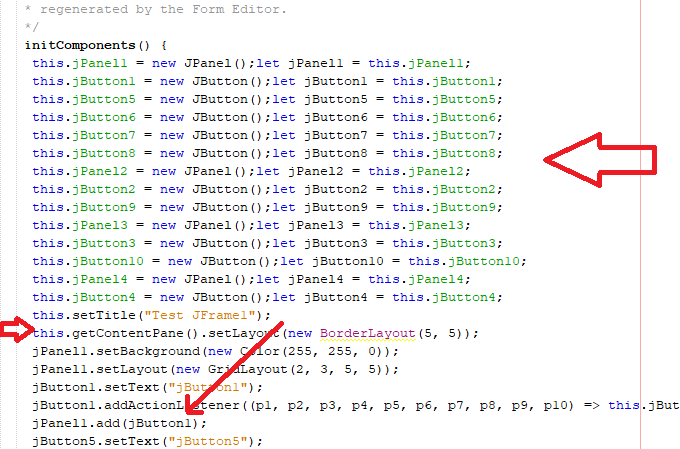 * regenerated by the Form Editor.
*/
initComponents() {
this.jPanel1 = new JPanel();let jPanel1 = this.jPanel1;
this.jButton1 = new JButton();let jButton1 = this.jButton1;
this.jButton5 = new JButton();let jButton5 = this.jButton5;
this.jButton6 = new JButton();let jButton6 = this.jButton6;
this.jButton7 = new JButton();let jButton7 = this.jButton7;
this.jButton8 = new JButton();let jButton8 = this.jButton8;
this.jPanel2 = new JPanel();let jPanel2 = this.jPanel2;
this.jButton2 = new JButton();let jButton2 = this.jButton2;
this.jButton9 = new JButton();let jButton9 = this.jButton9;
this.jPanel3 = new JPanel();let jPanel3 = this.jPanel3;
this.jButton3 = new JButton();let jButton3 = this.jButton3;
this.jButton10 = new JButton();let jButton10 = this.jButton10;
this.jPanel4 = new JPanel();let jPanel4 = this.jPanel4;
this.jButton4 = new JButton();let jButton4 = this.jButton4;
this.setTitle("Test JFrame1");
this.getContentPane().setLayout(new BorderLayout(5, 5));
jPanel1.setBackground(new Color(255, 255, 0));
jPanel1.setLayout(new GridLayout(2, 3, 5, 5));
jButton1.setText("jButton1");
jButton1.addActionListener((p1, p2, p3, p4, p5, p6, p7, p8, p9, p10) => this.jBut
jPanel1.add(jButton1);
jButton5.setText("jButton5");